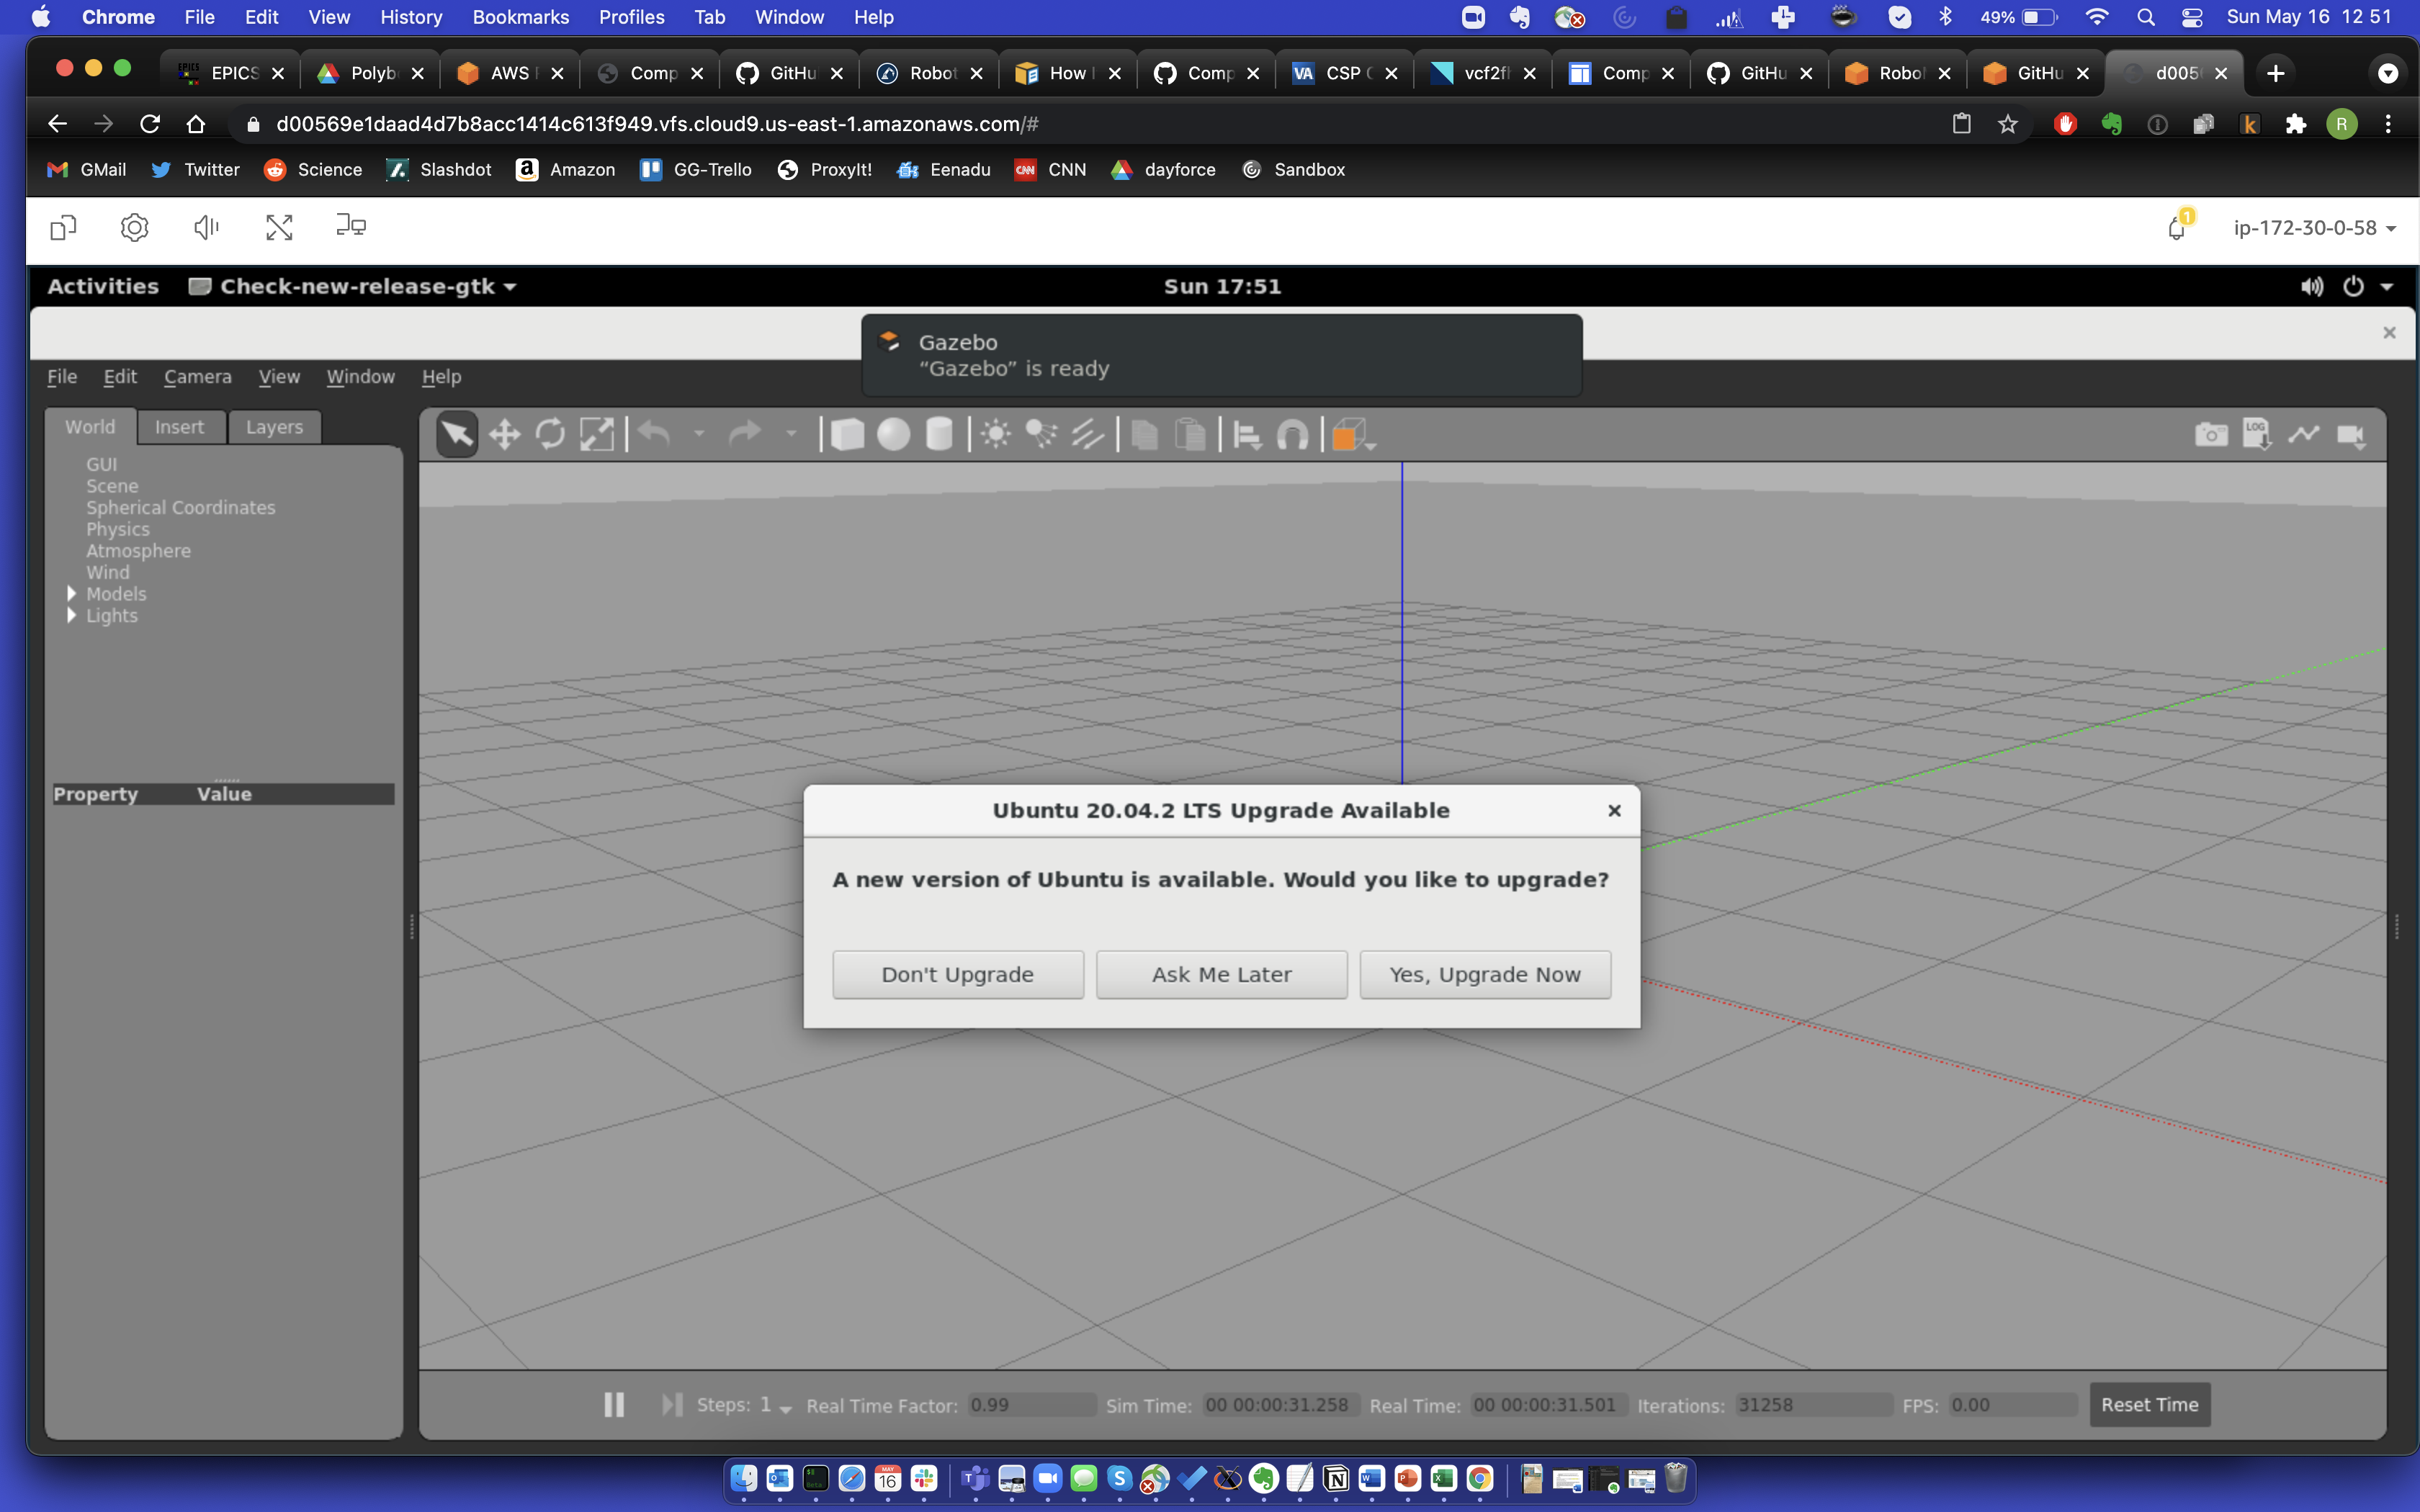 Chrome File Edit View History Bookmarks Profiles Tab Window Help 49% Sun May 16 12 51
EPICS Polyb AWS Comp GitHu Robot How Comp CSP vcf2f Comp GitHu Robo GitHu d005
d00569e1daad4d7b8acc1414c613f949.vfs.cloud9.us-east-1.amazonaws.com/#
GMail Twitter Science Slashdot Amazon GG-Trello ProxyIt! Eenadu CNN dayforce Sandbox
1 ip-172-30-0-58
Activities Check-new-release-gtk Sun 17:51
Gazebo
“Gazebo” is ready
File Edit Camera View Window Help
World Insert Layers
LOG
GUI
Scene
Spherical Coordinates
Physics
Atmosphere
Wind
Models
Lights
Property Value
Ubuntu 20.04.2 LTS Upgrade Available
A new version of Ubuntu is available. Would you like to upgrade?
Don't Upgrade Ask Me Later Yes, Upgrade Now
Steps: 1 Real Time Factor: 0.99 Sim Time: 00 00:00:31.258 Real Time: 00 00:00:31.501 Iterations: 31258 FPS: 0.00 Reset Time
MAY
16